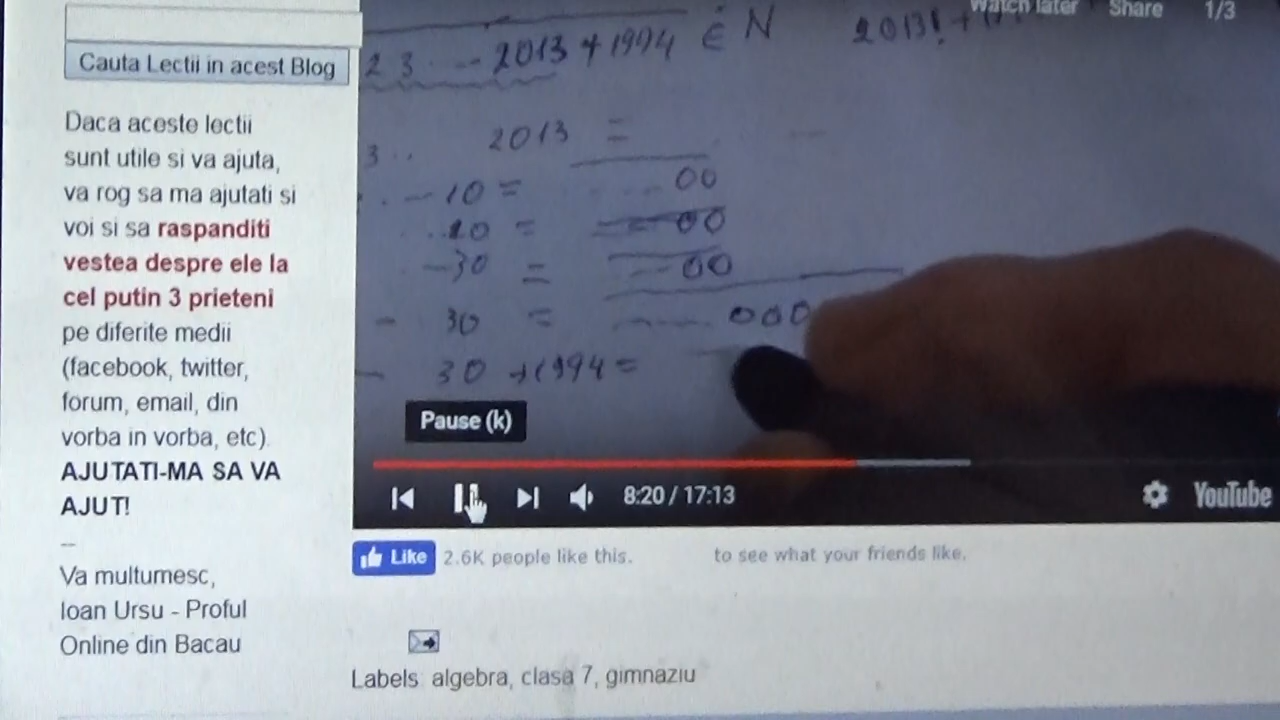 Cauta Lectii in acest Blog
Daca aceste lectii
sunt utile si va ajuta,
va rog sa ma ajutati si
voi si sa raspanditi
vestea despre ele la
cel putin 3 prieteni
pe diferite medii
(facebook, twitter,
forum, email, din
vorba in vorba, etc).
AJUTATI-MA SA VA
AJUT!
--
Va multumesc,
Ioan Ursu - Proful
Online din Bacau
Watch later Share 1/3
2 3 ... 2013 + 1994 ∈ N 2013! +
3 .. 2013 =
... 10 = ... 00
.. 20 = ... 00
- 30 = ... 00
- 30 = ... 000
30 + 1994 =
Pause (k)
8:20 / 17:13
YouTube
Like 2.6K people like this. to see what your friends like.
Labels: algebra, clasa 7, gimnaziu